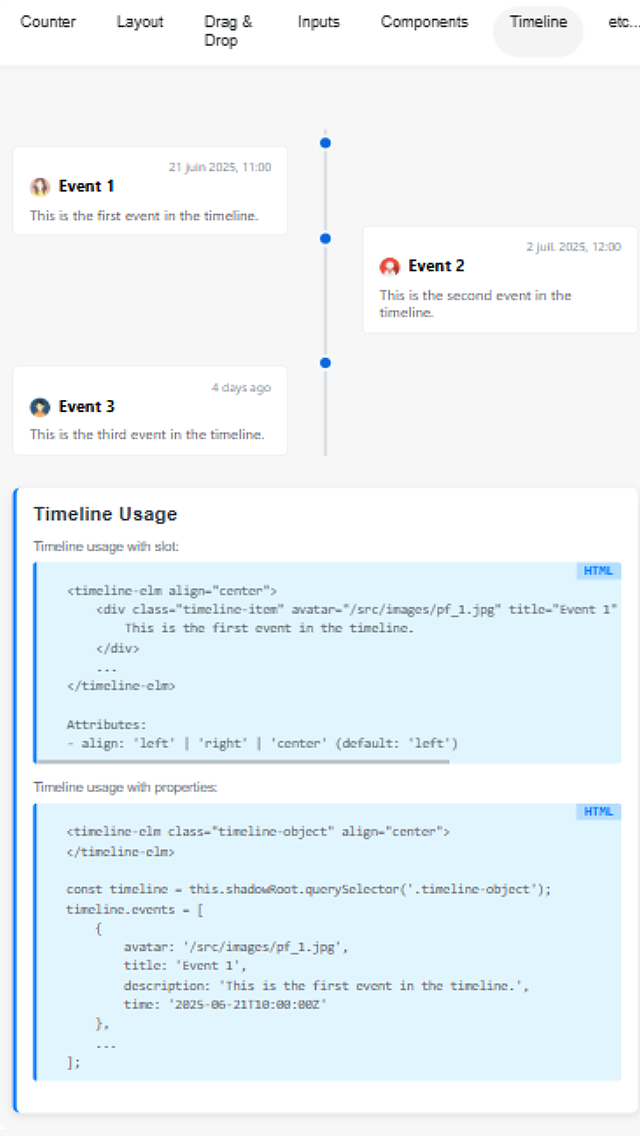 Counter
Layout
Drag &
Drop
Inputs
Components
Timeline
etc...
21 juin 2025, 11:00
Event 1
This is the first event in the timeline.
2 juil. 2025, 12:00
Event 2
This is the second event in the
timeline.
4 days ago
Event 3
This is the third event in the timeline.
Timeline Usage
Timeline usage with slot:
HTML
<timeline-elm align="center">
    <div class="timeline-item" avatar="/src/images/pf_1.jpg" title="Event 1"
        This is the first event in the timeline.
    </div>
    ...
</timeline-elm>
Attributes:
- align: 'left' | 'right' | 'center' (default: 'left')
Timeline usage with properties:
HTML
<timeline-elm class="timeline-object" align="center">
</timeline-elm>
const timeline = this.shadowRoot.querySelector('.timeline-object');
timeline.events = [
    {
        avatar: '/src/images/pf_1.jpg',
        title: 'Event 1',
        description: 'This is the first event in the timeline.',
        time: '2025-06-21T10:00:00Z'
    },
    ...
];